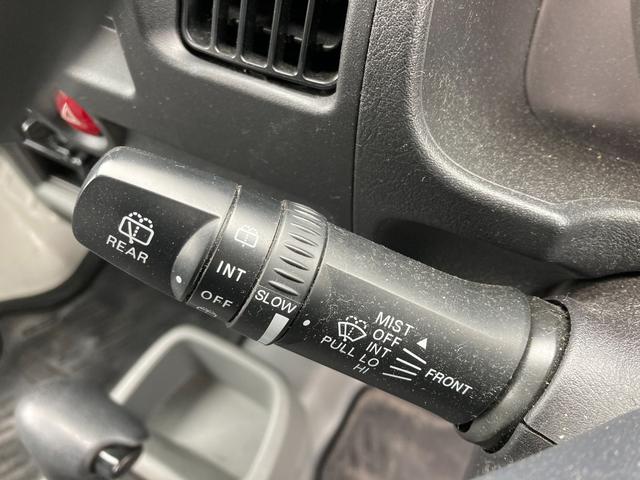 REAR
INT
OFF
SLOW
MIST
OFF
INT
PULL LO
HI
FRONT